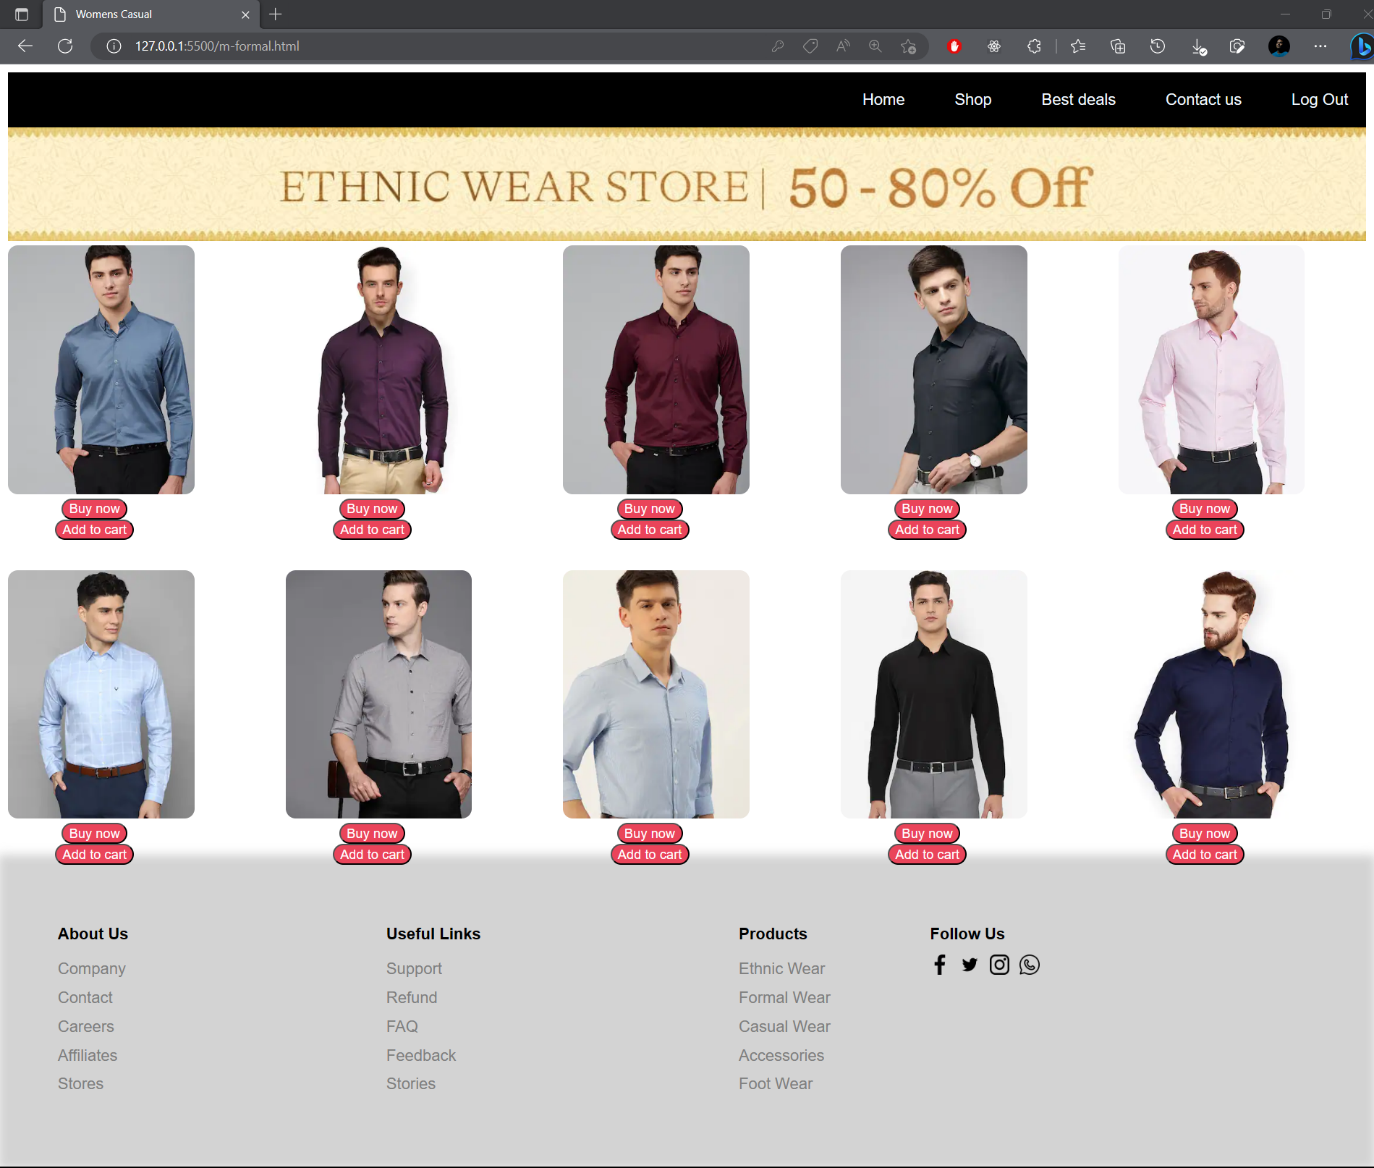 Womens Casual
127.0.0.1:5500/m-formal.html
Home Shop Best deals Contact us Log Out
ETHNIC WEAR STORE | 50 - 80% Off
Buy now Buy now Buy now Buy now Buy now
Add to cart Add to cart Add to cart Add to cart Add to cart
Buy now Buy now Buy now Buy now Buy now
Add to cart Add to cart Add to cart Add to cart Add to cart
About Us Useful Links Products Follow Us
Company Support Ethnic Wear
Contact Refund Formal Wear
Careers FAQ Casual Wear
Affiliates Feedback Accessories
Stores Stories Foot Wear